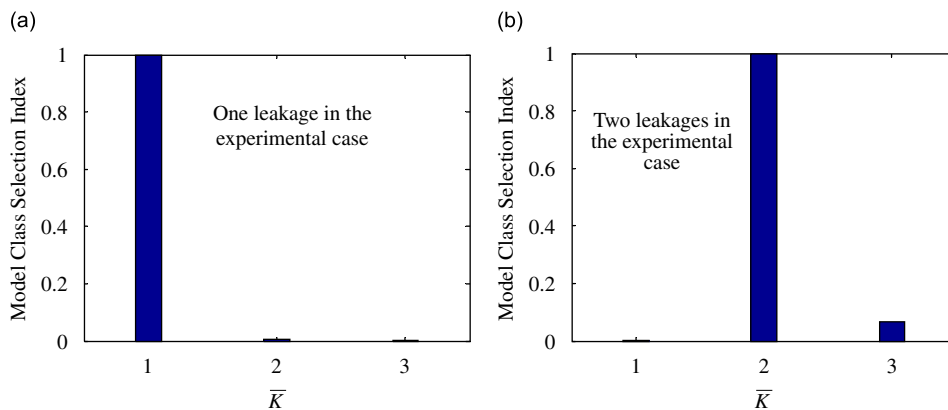 (a)
Model Class Selection Index
1
0.8
0.6
0.4
0.2
0
One leakage in the
experimental case
1 2 3
K̅
(b)
Model Class Selection Index
1
0.8
0.6
0.4
0.2
0
Two leakages in
the experimental
case
1 2 3
K̅